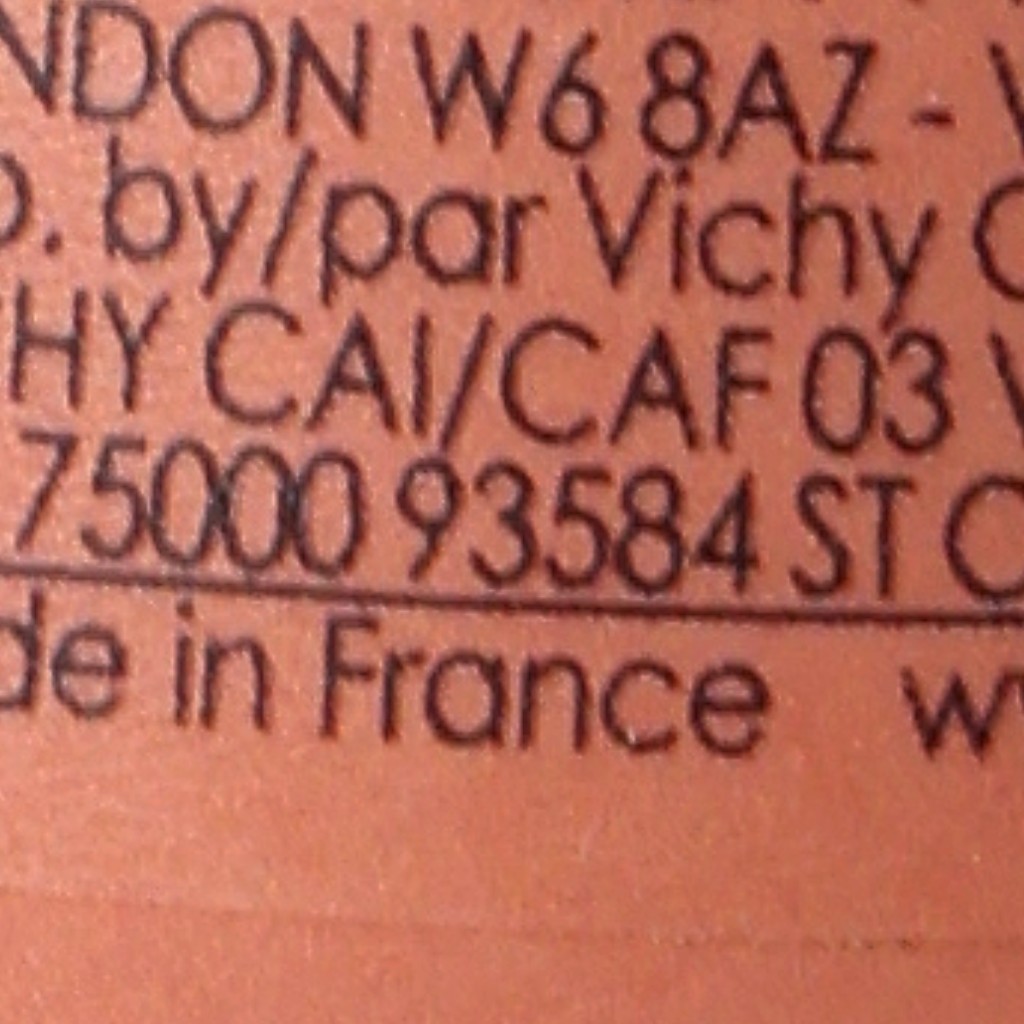 NDON W6 8AZ -
. by/par Vichy
HY CAI/CAF 03
75000 93584 ST
de in France